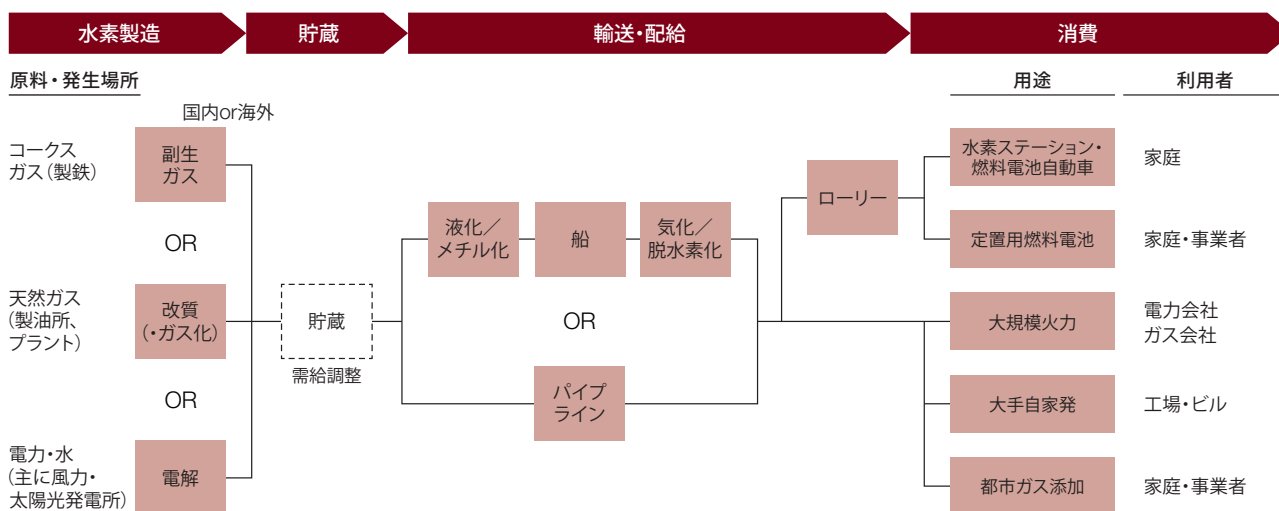 水素製造
貯蔵
輸送・配給
消費
原料・発生場所
用途
利用者
国内or海外
コークス
ガス(製鉄)
副生
ガス
OR
天然ガス
(製油所、
プラント)
改質
(・ガス化)
OR
電力・水
(主に風力・
太陽光発電所)
電解
貯蔵
需給調整
液化／
メチル化
船
気化／
脱水素化
OR
パイプ
ライン
ローリー
水素ステーション・
燃料電池自動車
家庭
定置用燃料電池
家庭・事業者
大規模火力
電力会社
ガス会社
大手自家発
工場・ビル
都市ガス添加
家庭・事業者